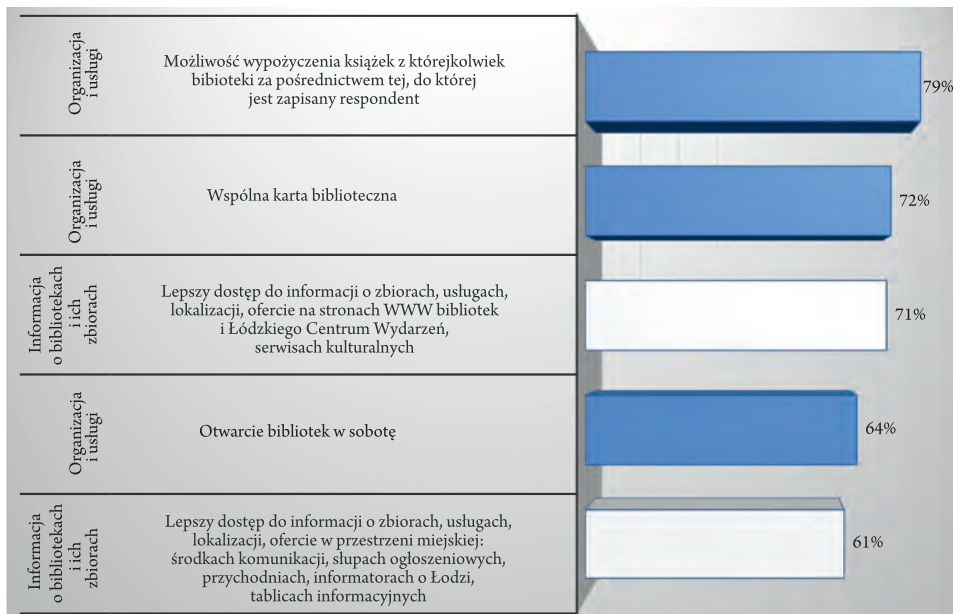 Organizacja
i usługi
Możliwość wypożyczenia książek z którejkolwiek
bibioteki za pośrednictwem tej, do której
jest zapisany respondent
79%
Organizacja
i usługi
Wspólna karta biblioteczna
72%
Informacja
o bibliotekach
i ich
zbiorach
Lepszy dostęp do informacji o zbiorach, usługach,
lokalizacji, ofercie na stronach WWW bibliotek
i Łódzkiego Centrum Wydarzeń,
serwisach kulturalnych
71%
Organizacja
i usługi
Otwarcie bibliotek w sobotę
64%
Informacja
o bibliotekach
i ich
zbiorach
Lepszy dostęp do informacji o zbiorach, usługach,
lokalizacji, ofercie w przestrzeni miejskiej:
środkach komunikacji, słupach ogłoszeniowych,
przychodniach, informatorach o Łodzi,
tablicach informacyjnych
61%